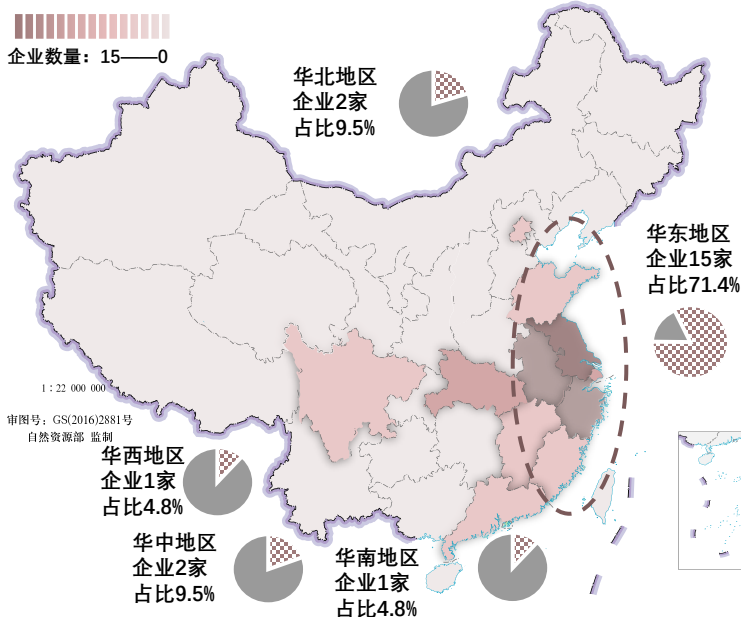 企业数量：15——0
华北地区
企业2家
占比9.5%
华东地区
企业15家
占比71.4%
1：22 000 000
审图号：GS(2016)2881号
自然资源部 监制
华西地区
企业1家
占比4.8%
华中地区
企业2家
占比9.5%
华南地区
企业1家
占比4.8%